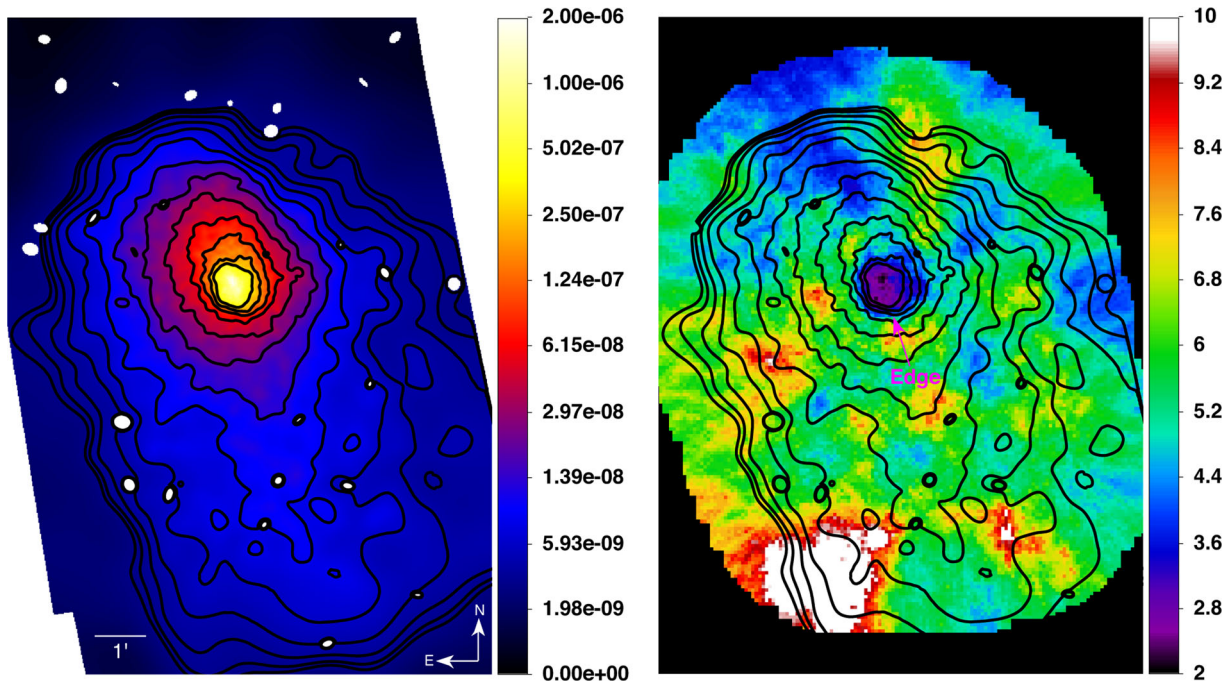 2.00e-06
1.00e-06
5.02e-07
2.50e-07
1.24e-07
6.15e-08
2.97e-08
1.39e-08
5.93e-09
1.98e-09
0.00e+00
1'
N
E
10
9.2
8.4
7.6
6.8
6
5.2
4.4
3.6
2.8
2
Edge